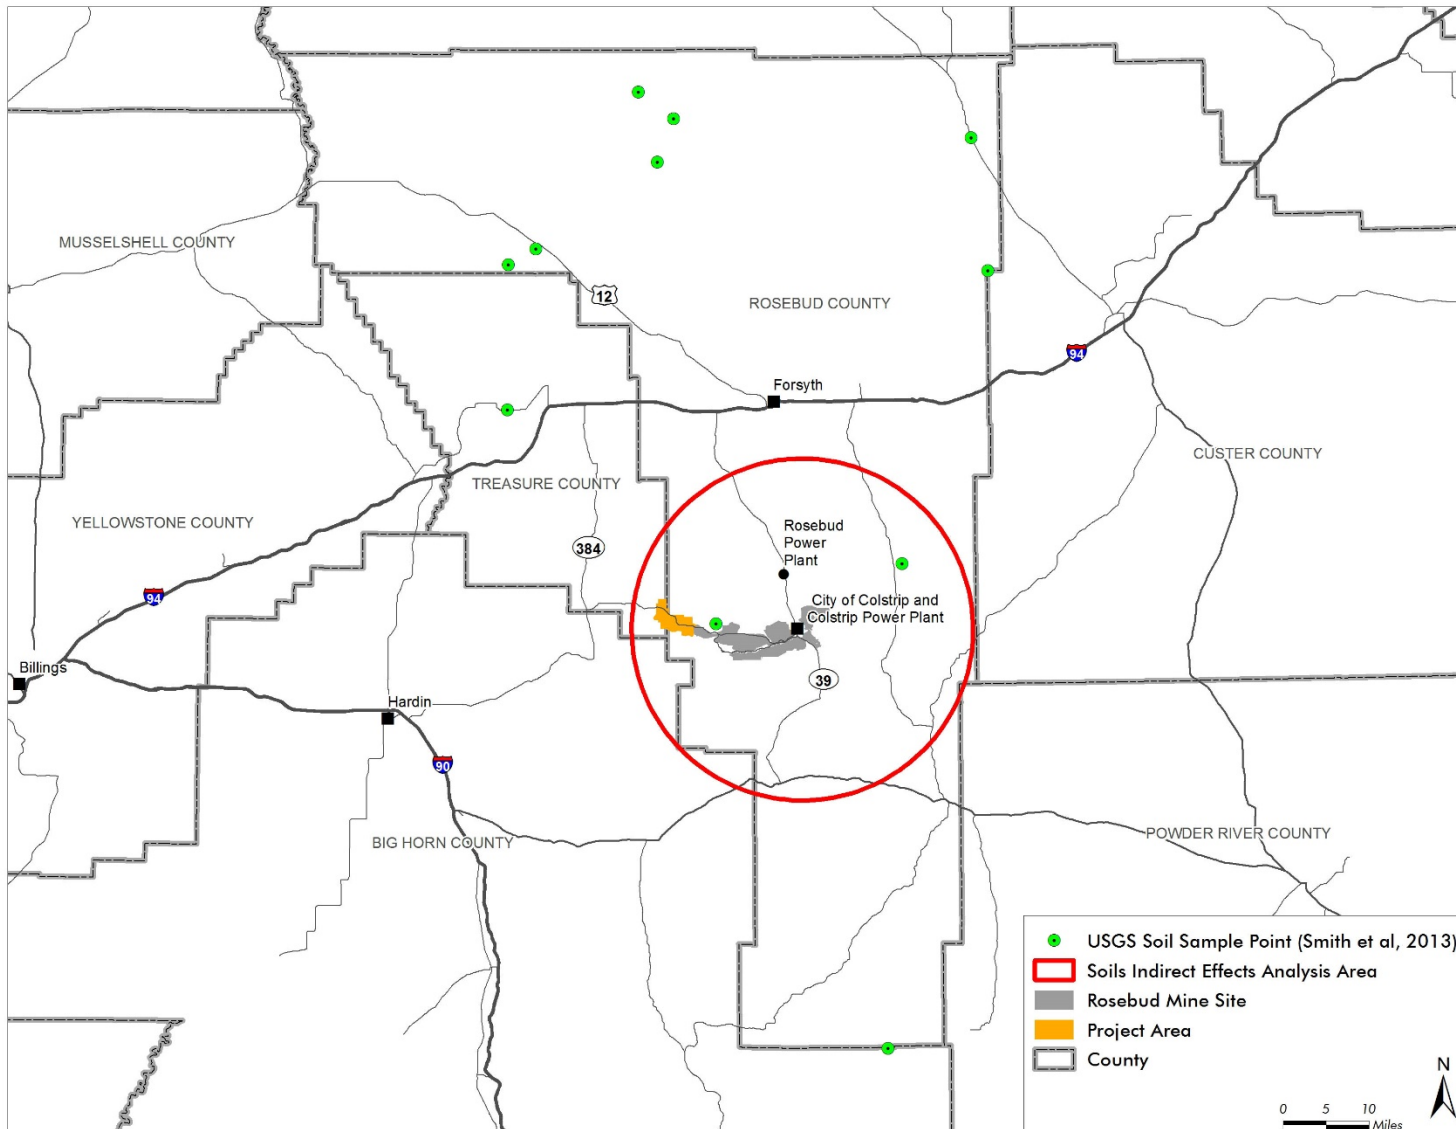 MUSSELSHELL COUNTY
12
ROSEBUD COUNTY
94
Forsyth
CUSTER COUNTY
TREASURE COUNTY
YELLOWSTONE COUNTY
384
Rosebud
Power
Plant
94
City of Colstrip and
Colstrip Power Plant
Billings
39
Hardin
90
BIG HORN COUNTY
POWDER RIVER COUNTY
USGS Soil Sample Point (Smith et al, 2013)
Soils Indirect Effects Analysis Area
Rosebud Mine Site
Project Area
County
N
0 5 10
Miles